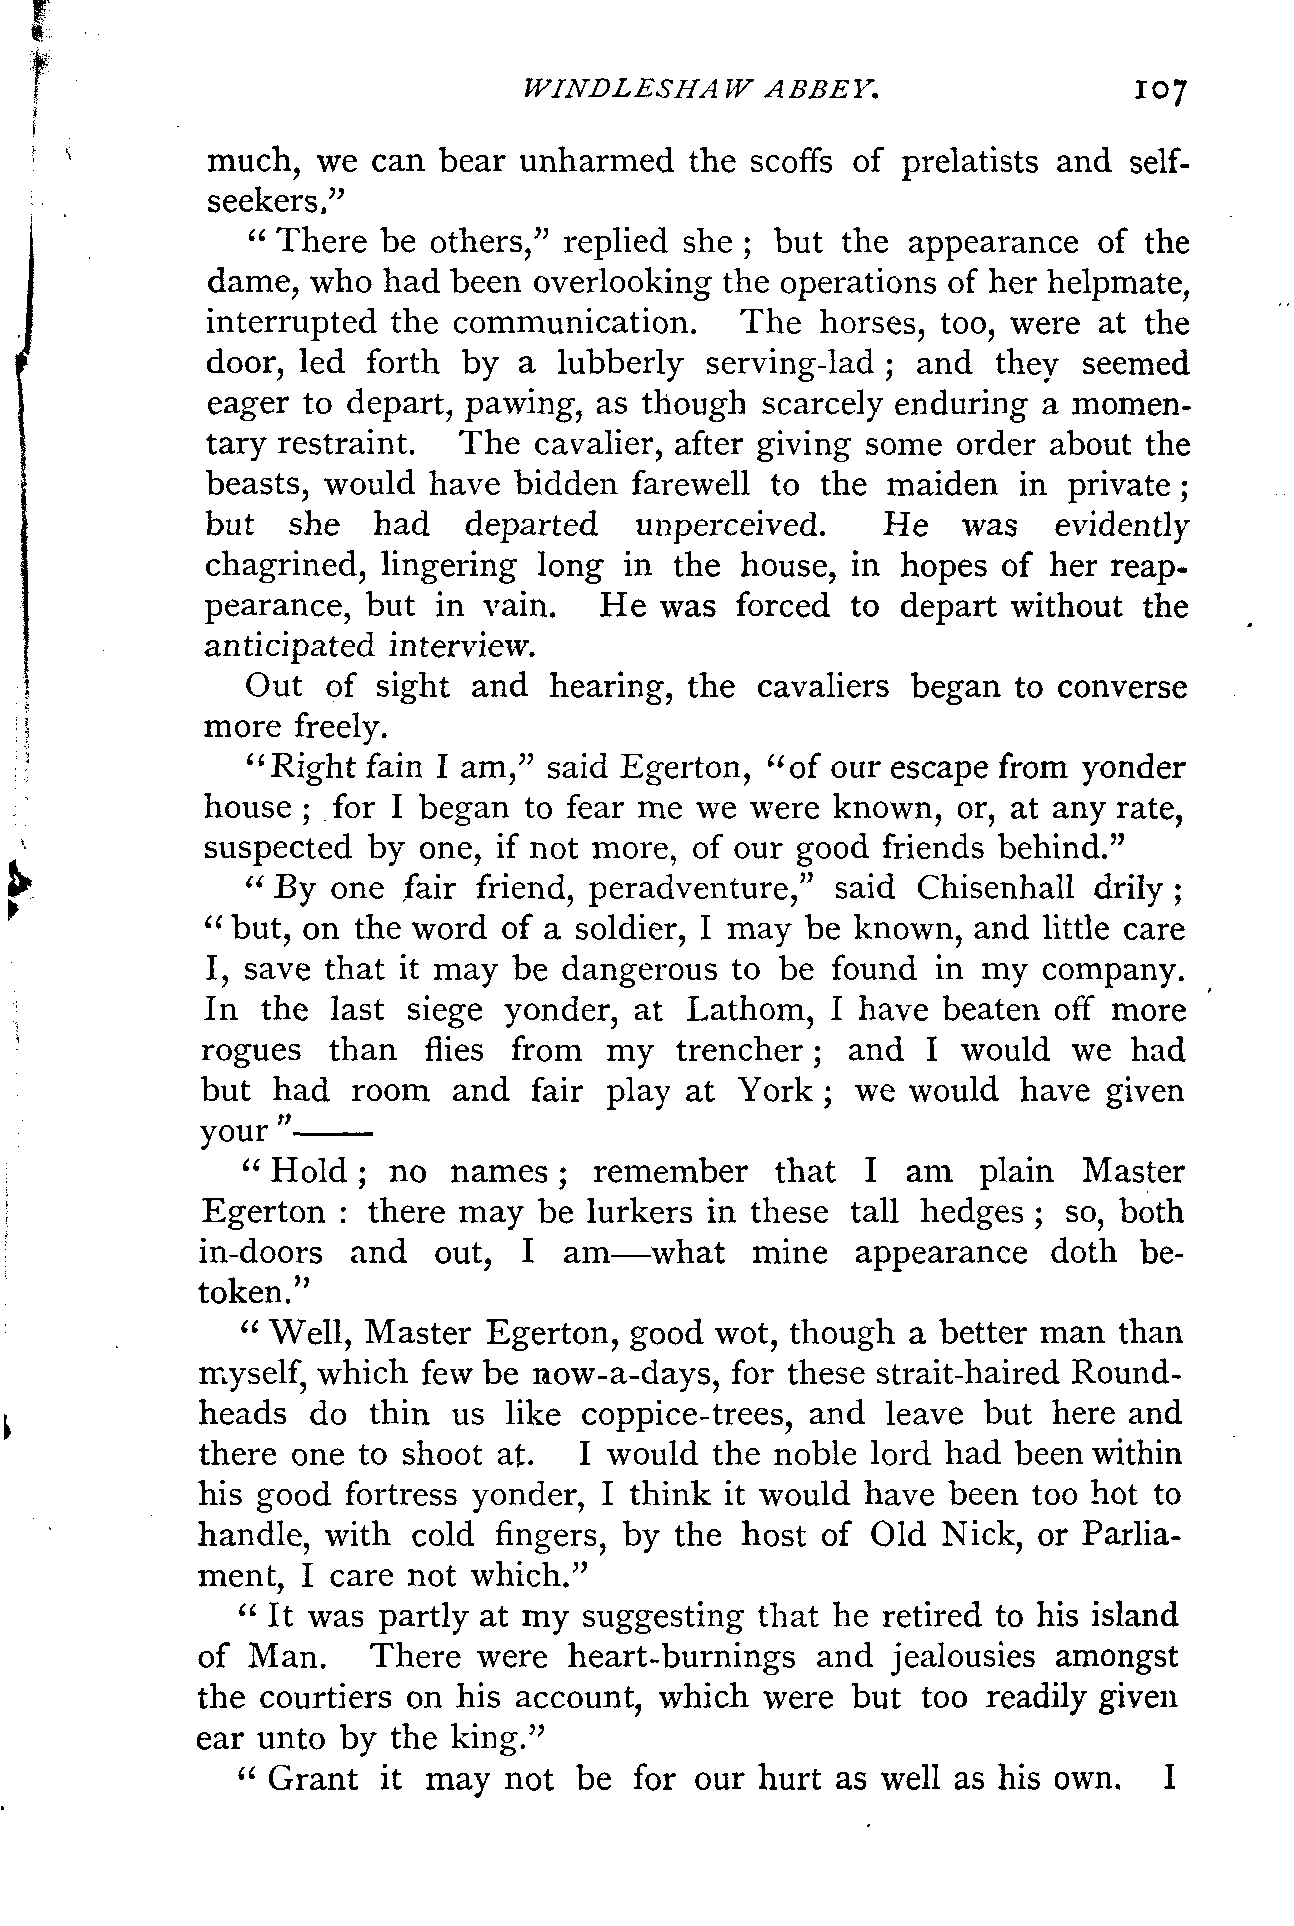 WINDLESHAW ABBEY. 107
much, we can bear unharmed the scoffs of prelatists and self-
seekers."
"There be others," replied she; but the appearance of the
dame, who had been overlooking the operations of her helpmate,
interrupted the communication. The horses, too, were at the
door, led forth by a lubberly serving-lad; and they seemed
eager to depart, pawing, as though scarcely enduring a momen-
tary restraint. The cavalier, after giving some order about the
beasts, would have bidden farewell to the maiden in private;
but she had departed unperceived. He was evidently
chagrined, lingering long in the house, in hopes of her reap-
pearance, but in vain. He was forced to depart without the
anticipated interview.
Out of sight and hearing, the cavaliers began to converse
more freely.
"Right fain I am," said Egerton, "of our escape from yonder
house; for I began to fear me we were known, or, at any rate,
suspected by one, if not more, of our good friends behind."
"By one fair friend, peradventure," said Chisenhall drily;
"but, on the word of a soldier, I may be known, and little care
I, save that it may be dangerous to be found in my company.
In the last siege yonder, at Lathom, I have beaten off more
rogues than flies from my trencher; and I would we had
but had room and fair play at York; we would have given
your"——
"Hold; no names; remember that I am plain Master
Egerton: there may be lurkers in these tall hedges; so, both
in-doors and out, I am—what mine appearance doth be-
token."
"Well, Master Egerton, good wot, though a better man than
myself, which few be now-a-days, for these strait-haired Round-
heads do thin us like coppice-trees, and leave but here and
there one to shoot at. I would the noble lord had been within
his good fortress yonder, I think it would have been too hot to
handle, with cold fingers, by the host of Old Nick, or Parlia-
ment, I care not which."
"It was partly at my suggesting that he retired to his island
of Man. There were heart-burnings and jealousies amongst
the courtiers on his account, which were but too readily given
ear unto by the king."
"Grant it may not be for our hurt as well as his own. I